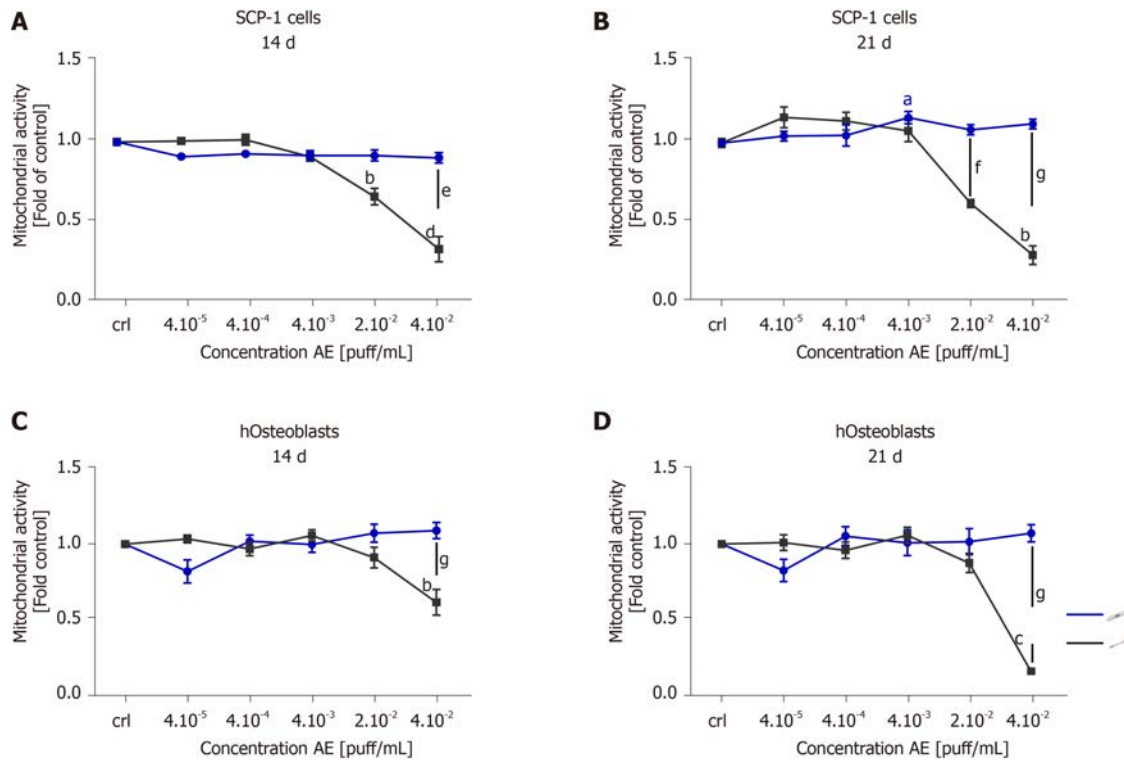 A
SCP-1 cells
14 d
Mitochondrial activity
[Fold of control]
1.5
1.0
0.5
0.0
b
e
d
crl
4.10⁻⁵
4.10⁻⁴
4.10⁻³
2.10⁻²
4.10⁻²
Concentration AE [puff/mL]
B
SCP-1 cells
21 d
Mitochondrial activity
[Fold of control]
1.5
1.0
0.5
0.0
a
f
g
b
crl
4.10⁻⁵
4.10⁻⁴
4.10⁻³
2.10⁻²
4.10⁻²
Concentration AE [puff/mL]
C
hOsteoblasts
14 d
Mitochondrial activity
[Fold control]
1.5
1.0
0.5
0.0
g
b
crl
4.10⁻⁵
4.10⁻⁴
4.10⁻³
2.10⁻²
4.10⁻²
Concentration AE [puff/mL]
D
hOsteoblasts
21 d
Mitochondrial activity
[Fold control]
1.5
1.0
0.5
0.0
g
c
crl
4.10⁻⁵
4.10⁻⁴
4.10⁻³
2.10⁻²
4.10⁻²
Concentration AE [puff/mL]